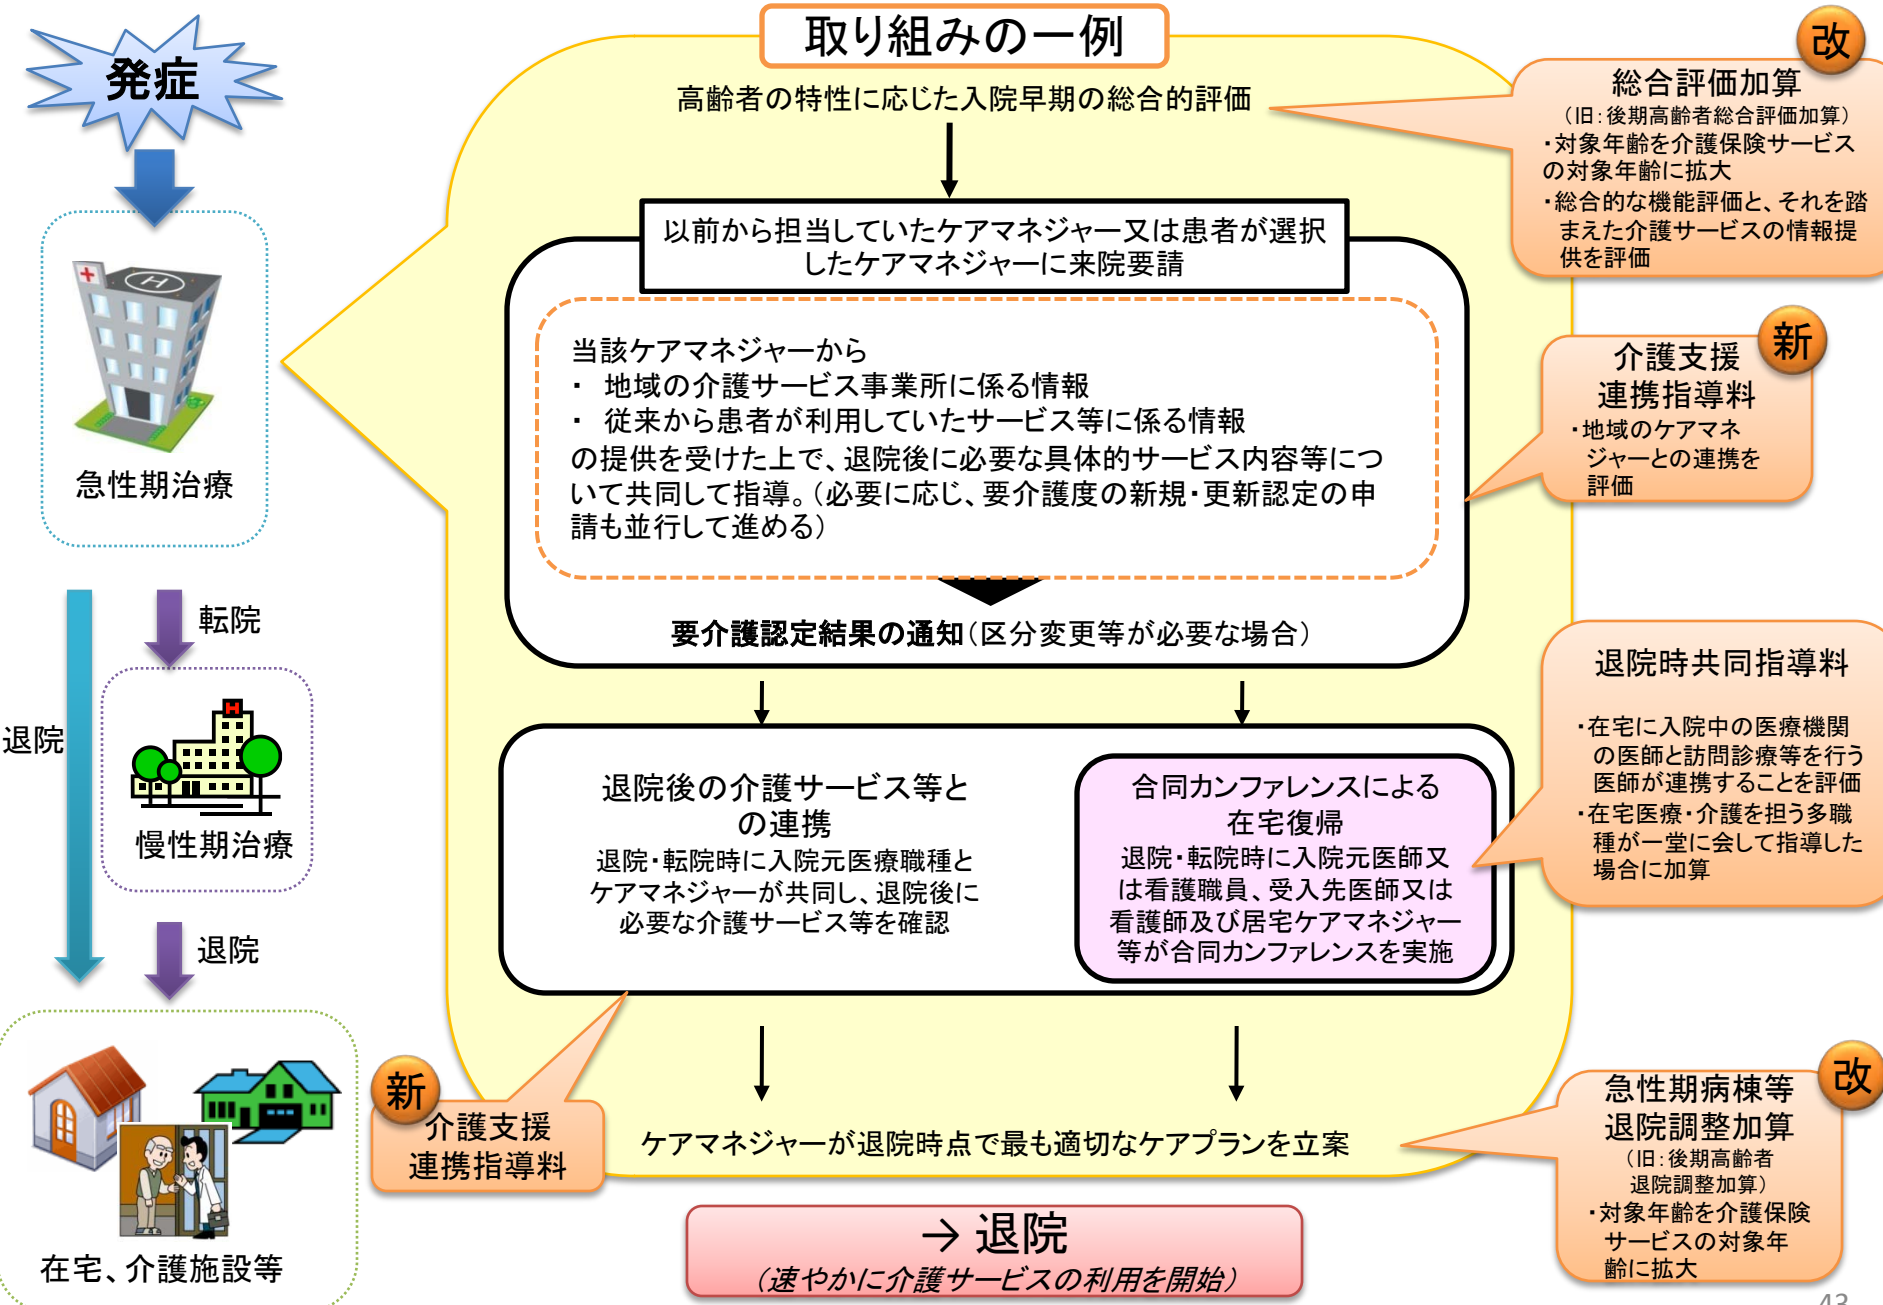 取り組みの一例
発症
急性期治療
転院
退院
慢性期治療
退院
在宅、介護施設等
高齢者の特性に応じた入院早期の総合的評価
以前から担当していたケアマネジャー又は患者が選択
したケアマネジャーに来院要請
当該ケアマネジャーから
・ 地域の介護サービス事業所に係る情報
・ 従来から患者が利用していたサービス等に係る情報
の提供を受けた上で、退院後に必要な具体的サービス内容等につ
いて共同して指導。（必要に応じ、要介護度の新規・更新認定の申
請も並行して進める）
要介護認定結果の通知（区分変更等が必要な場合）
退院後の介護サービス等と
の連携
退院・転院時に入院元医療職種と
ケアマネジャーが共同し、退院後に
必要な介護サービス等を確認
合同カンファレンスによる
在宅復帰
退院・転院時に入院元医師又
は看護職員、受入先医師又は
看護師及び居宅ケアマネジャー
等が合同カンファレンスを実施
ケアマネジャーが退院時点で最も適切なケアプランを立案
→ 退院
（速やかに介護サービスの利用を開始）
改
総合評価加算
（旧：後期高齢者総合評価加算）
・対象年齢を介護保険サービス
の対象年齢に拡大
・総合的な機能評価と、それを踏
まえた介護サービスの情報提
供を評価
新
介護支援
連携指導料
・地域のケアマネ
ジャーとの連携を
評価
退院時共同指導料
・在宅に入院中の医療機関
の医師と訪問診療等を行う
医師が連携することを評価
・在宅医療・介護を担う多職
種が一堂に会して指導した
場合に加算
新
介護支援
連携指導料
改
急性期病棟等
退院調整加算
（旧：後期高齢者
退院調整加算）
・対象年齢を介護保険
サービスの対象年
齢に拡大
43
H
H